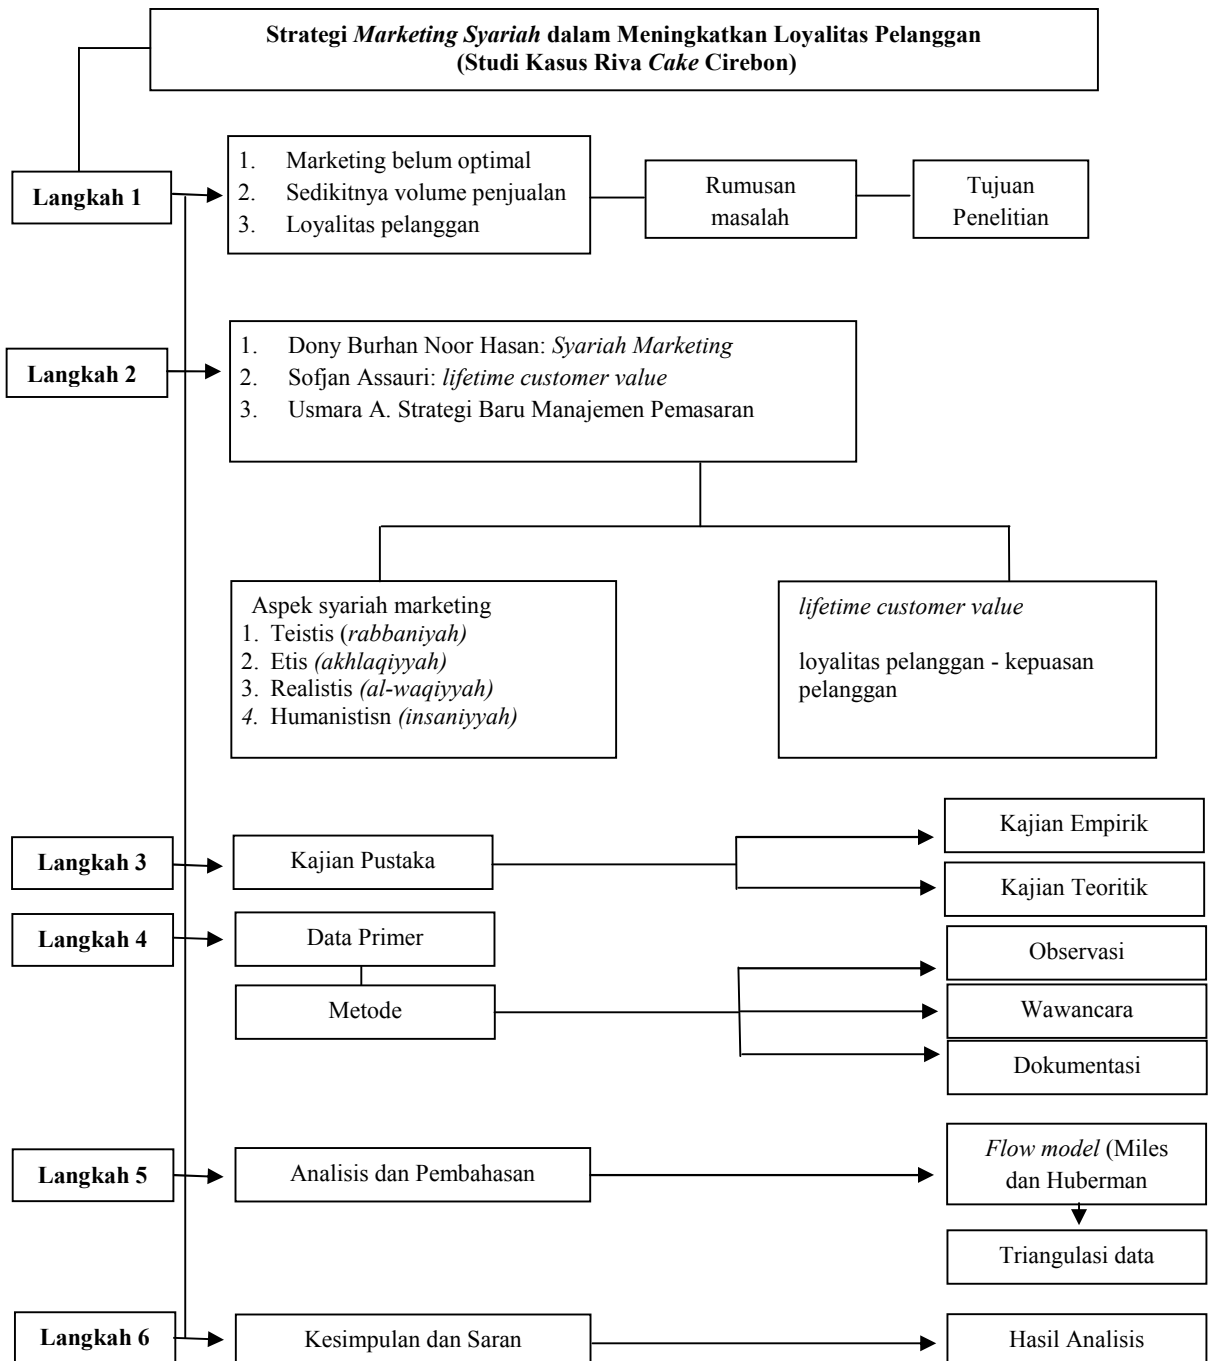 Strategi Marketing Syariah dalam Meningkatkan Loyalitas Pelanggan
(Studi Kasus Riva Cake Cirebon)
Langkah 1
1. Marketing belum optimal
2. Sedikitnya volume penjualan
3. Loyalitas pelanggan
Rumusan
masalah
Tujuan
Penelitian
Langkah 2
1. Dony Burhan Noor Hasan: Syariah Marketing
2. Sofjan Assauri: lifetime customer value
3. Usmara A. Strategi Baru Manajemen Pemasaran
Aspek syariah marketing
1. Teistis (rabbaniyah)
2. Etis (akhlaqiyyah)
3. Realistis (al-waqiyyah)
4. Humanistisn (insaniyyah)
lifetime customer value
loyalitas pelanggan - kepuasan
pelanggan
Langkah 3
Kajian Pustaka
Kajian Empirik
Kajian Teoritik
Langkah 4
Data Primer
Metode
Observasi
Wawancara
Dokumentasi
Langkah 5
Analisis dan Pembahasan
Flow model (Miles
dan Huberman
Triangulasi data
Langkah 6
Kesimpulan dan Saran
Hasil Analisis